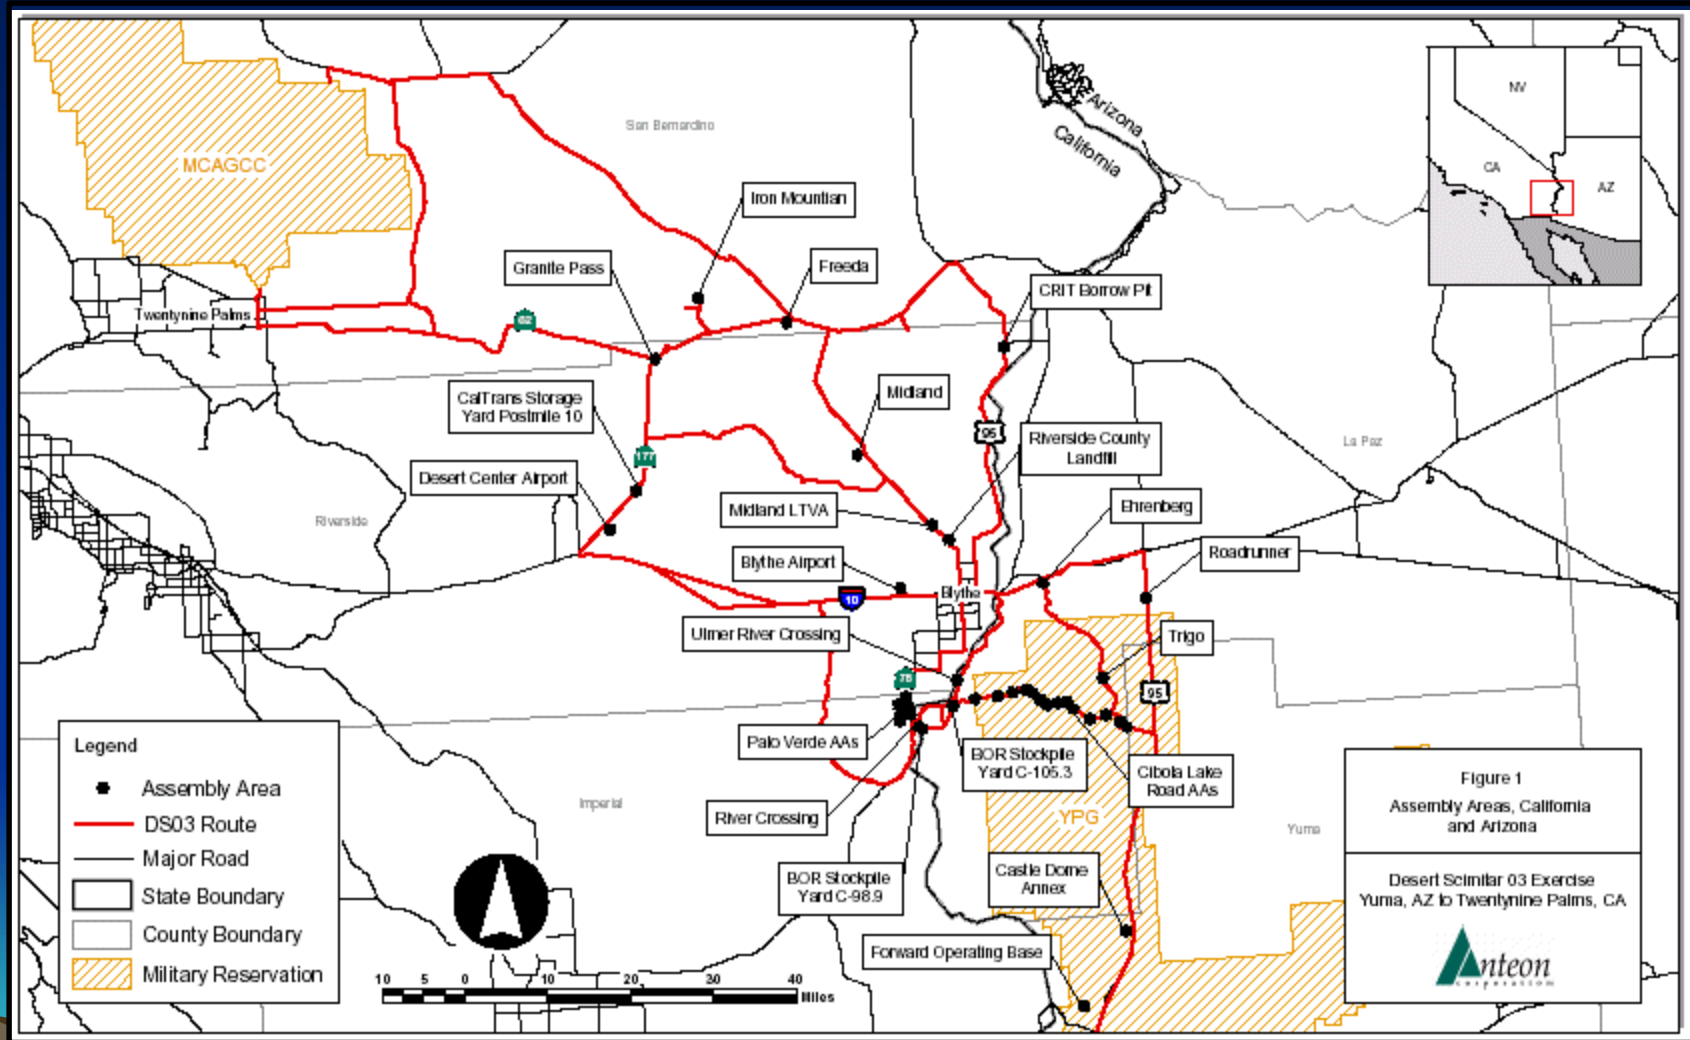 MCAGCC
San Bernardino
Arizona
California
NV
CA
AZ
Iron Mountian
Granite Pass
Freeda
CRIT Borrow Pit
Twentynine Palms
62
CalTrans Storage
Yard Postmile 10
Midland
95
Riverside County
Landfill
La Paz
177
Desert Center Airport
Midland LTVA
Ehrenberg
Riverside
Roadrunner
Blythe Airport
Blythe
10
Ulmer River Crossing
Trigo
78
95
Palo Verde AAs
BOR Stockpile
Yard C-105.3
Cibola Lake
Road AAs
River Crossing
YPG
Imperial
Yuma
BOR Stockpile
Yard C-98.9
Castle Dome
Annex
Forward Operating Base
Legend
Assembly Area
DS03 Route
Major Road
State Boundary
County Boundary
Military Reservation
10 5 0 10 20 30 40
Miles
Figure 1
Assembly Areas, California
and Arizona
Desert Scimitar 03 Exercise
Yuma, AZ to Twentynine Palms, CA
Anteon
corporation